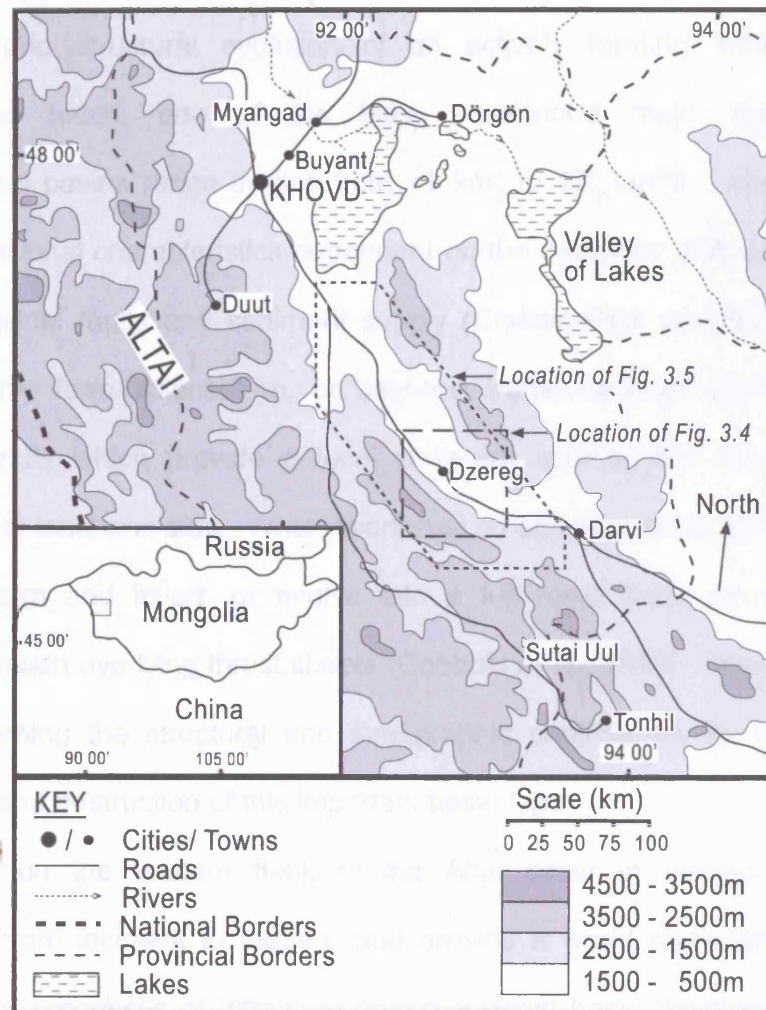 92 00'
94 00'
Myangad
Dörgön
48 00'
Buyant
KHOVD
Valley
of Lakes
Duut
ALTAI
Location of Fig. 3.5
Location of Fig. 3.4
Dzereg
North
Darvi
Russia
Mongolia
45 00'
China
Sutai Uul
Tonhil
94 00'
90 00'
105 00'
KEY
● / • Cities/ Towns
Roads
Rivers
National Borders
Provincial Borders
Lakes
Scale (km)
0 25 50 75 100
4500 - 3500m
3500 - 2500m
2500 - 1500m
1500 - 500m